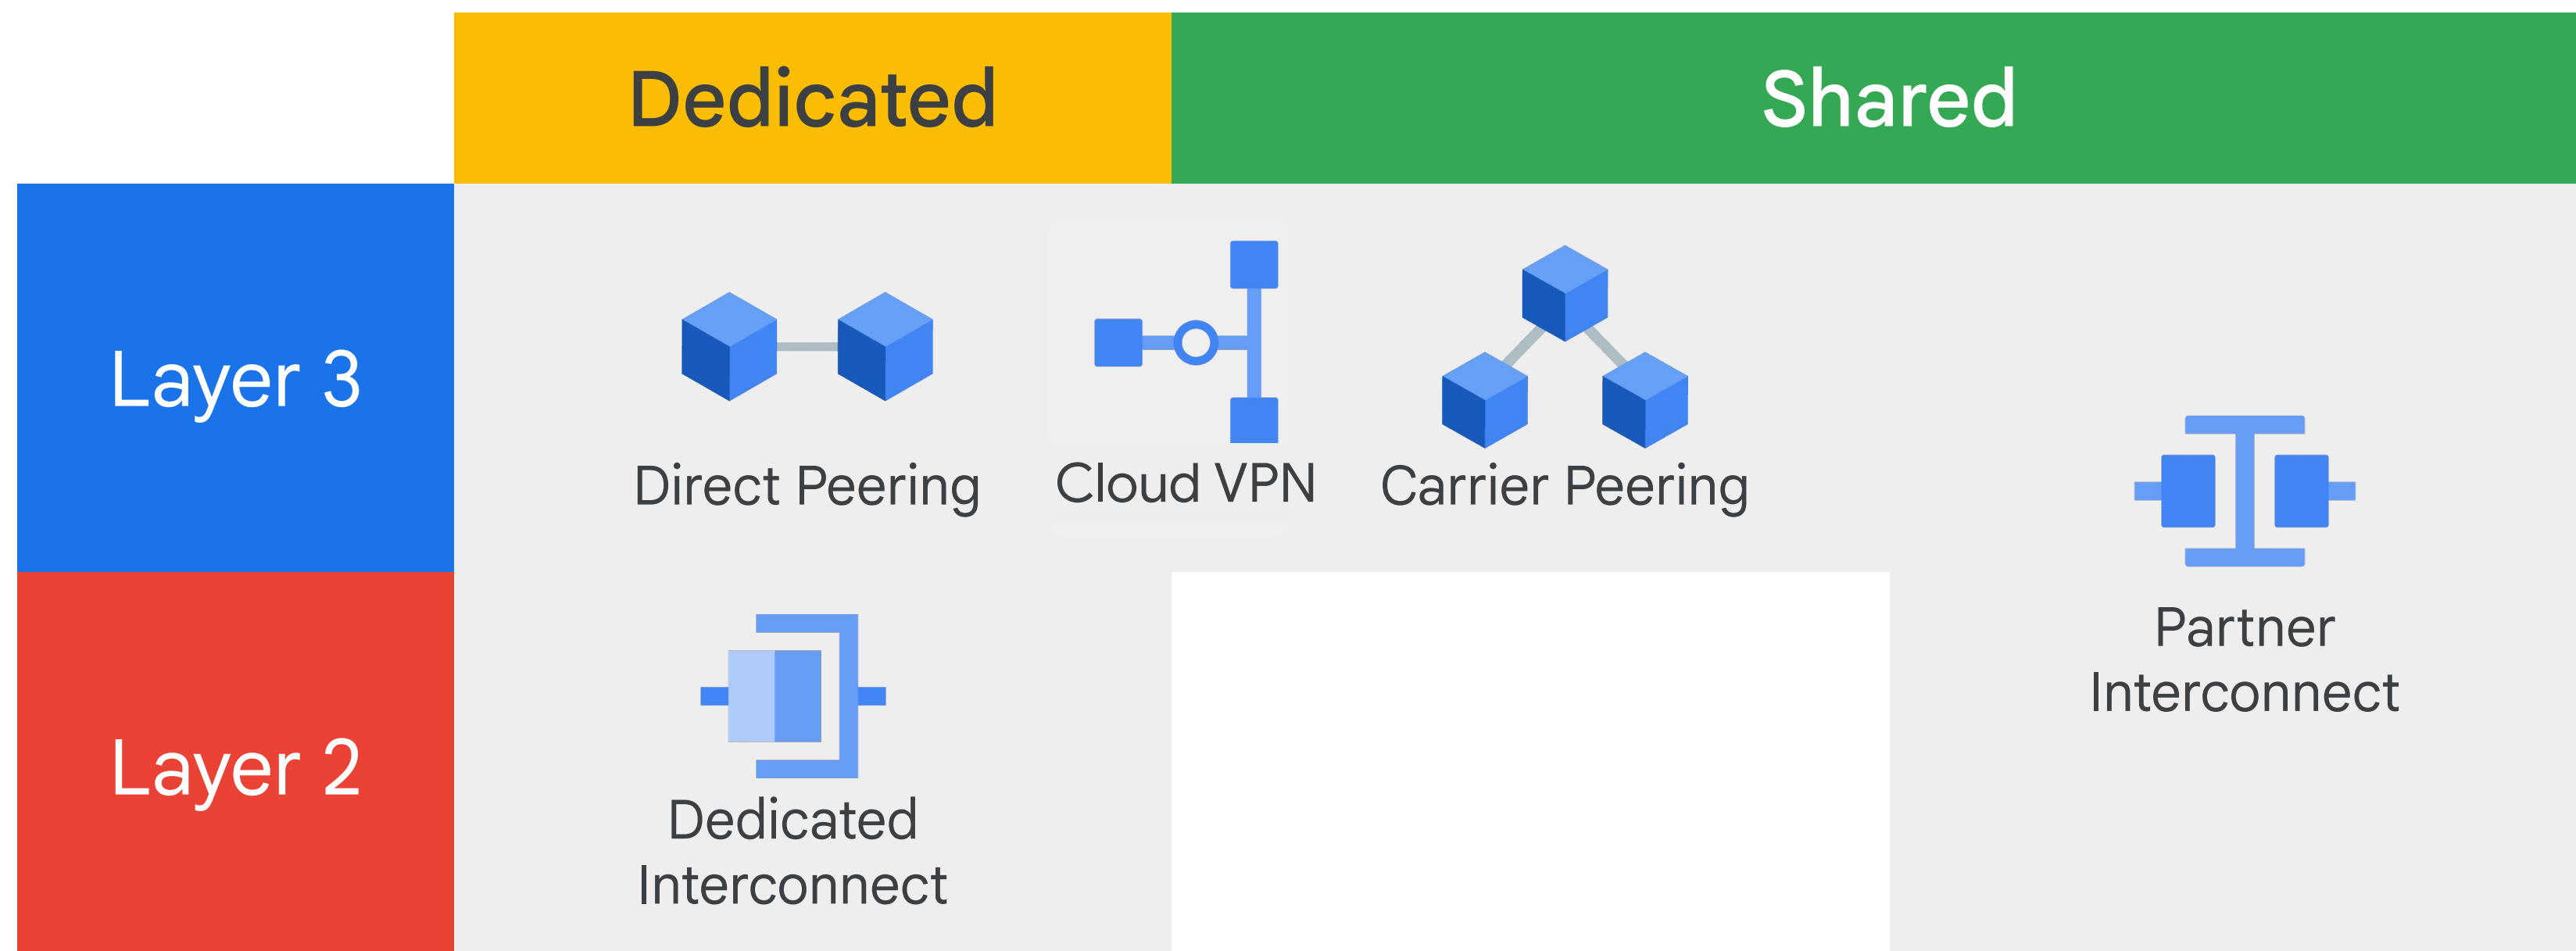 Dedicated
Shared
Layer 3
Direct Peering
Cloud VPN
Carrier Peering
Partner
Interconnect
Layer 2
Dedicated
Interconnect